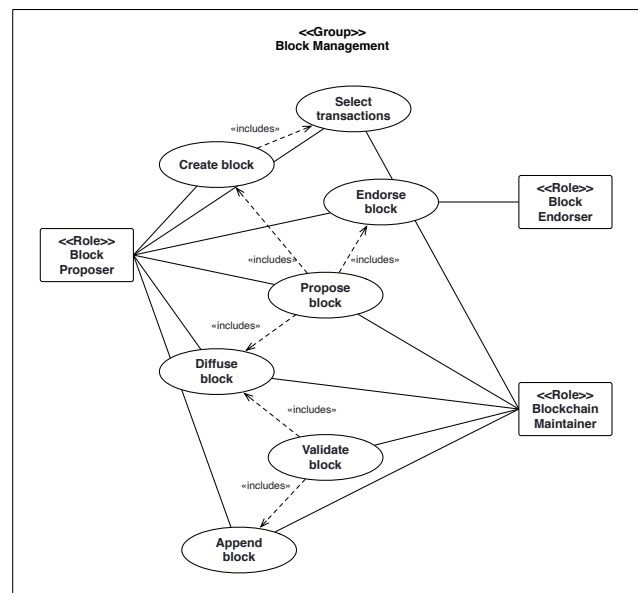 <<Group>>
Block Management
Select
transactions
«includes»
Create block
Endorse
block
<<Role>>
Block
Endorser
<<Role>>
Block
Proposer
«includes»
«includes»
Propose
block
«includes»
Diffuse
block
<<Role>>
Blockchain
Maintainer
«includes»
Validate
block
«includes»
Append
block